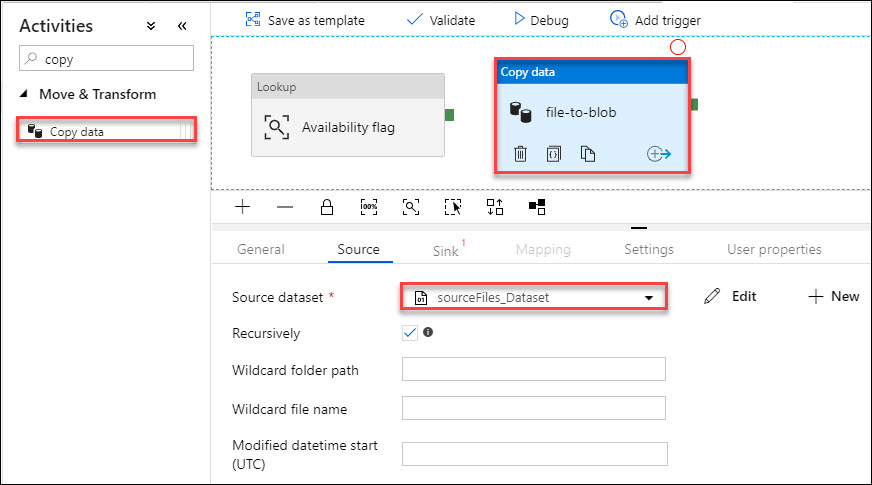 Activities
copy
Move & Transform
Copy data
Save as template
Validate
Debug
Add trigger
Lookup
Availability flag
Copy data
file-to-blob
100%
General
Source
Sink 1
Mapping
Settings
User properties
Source dataset *
01
sourceFiles_Dataset
Edit
New
Recursively
Wildcard folder path
Wildcard file name
Modified datetime start
(UTC)